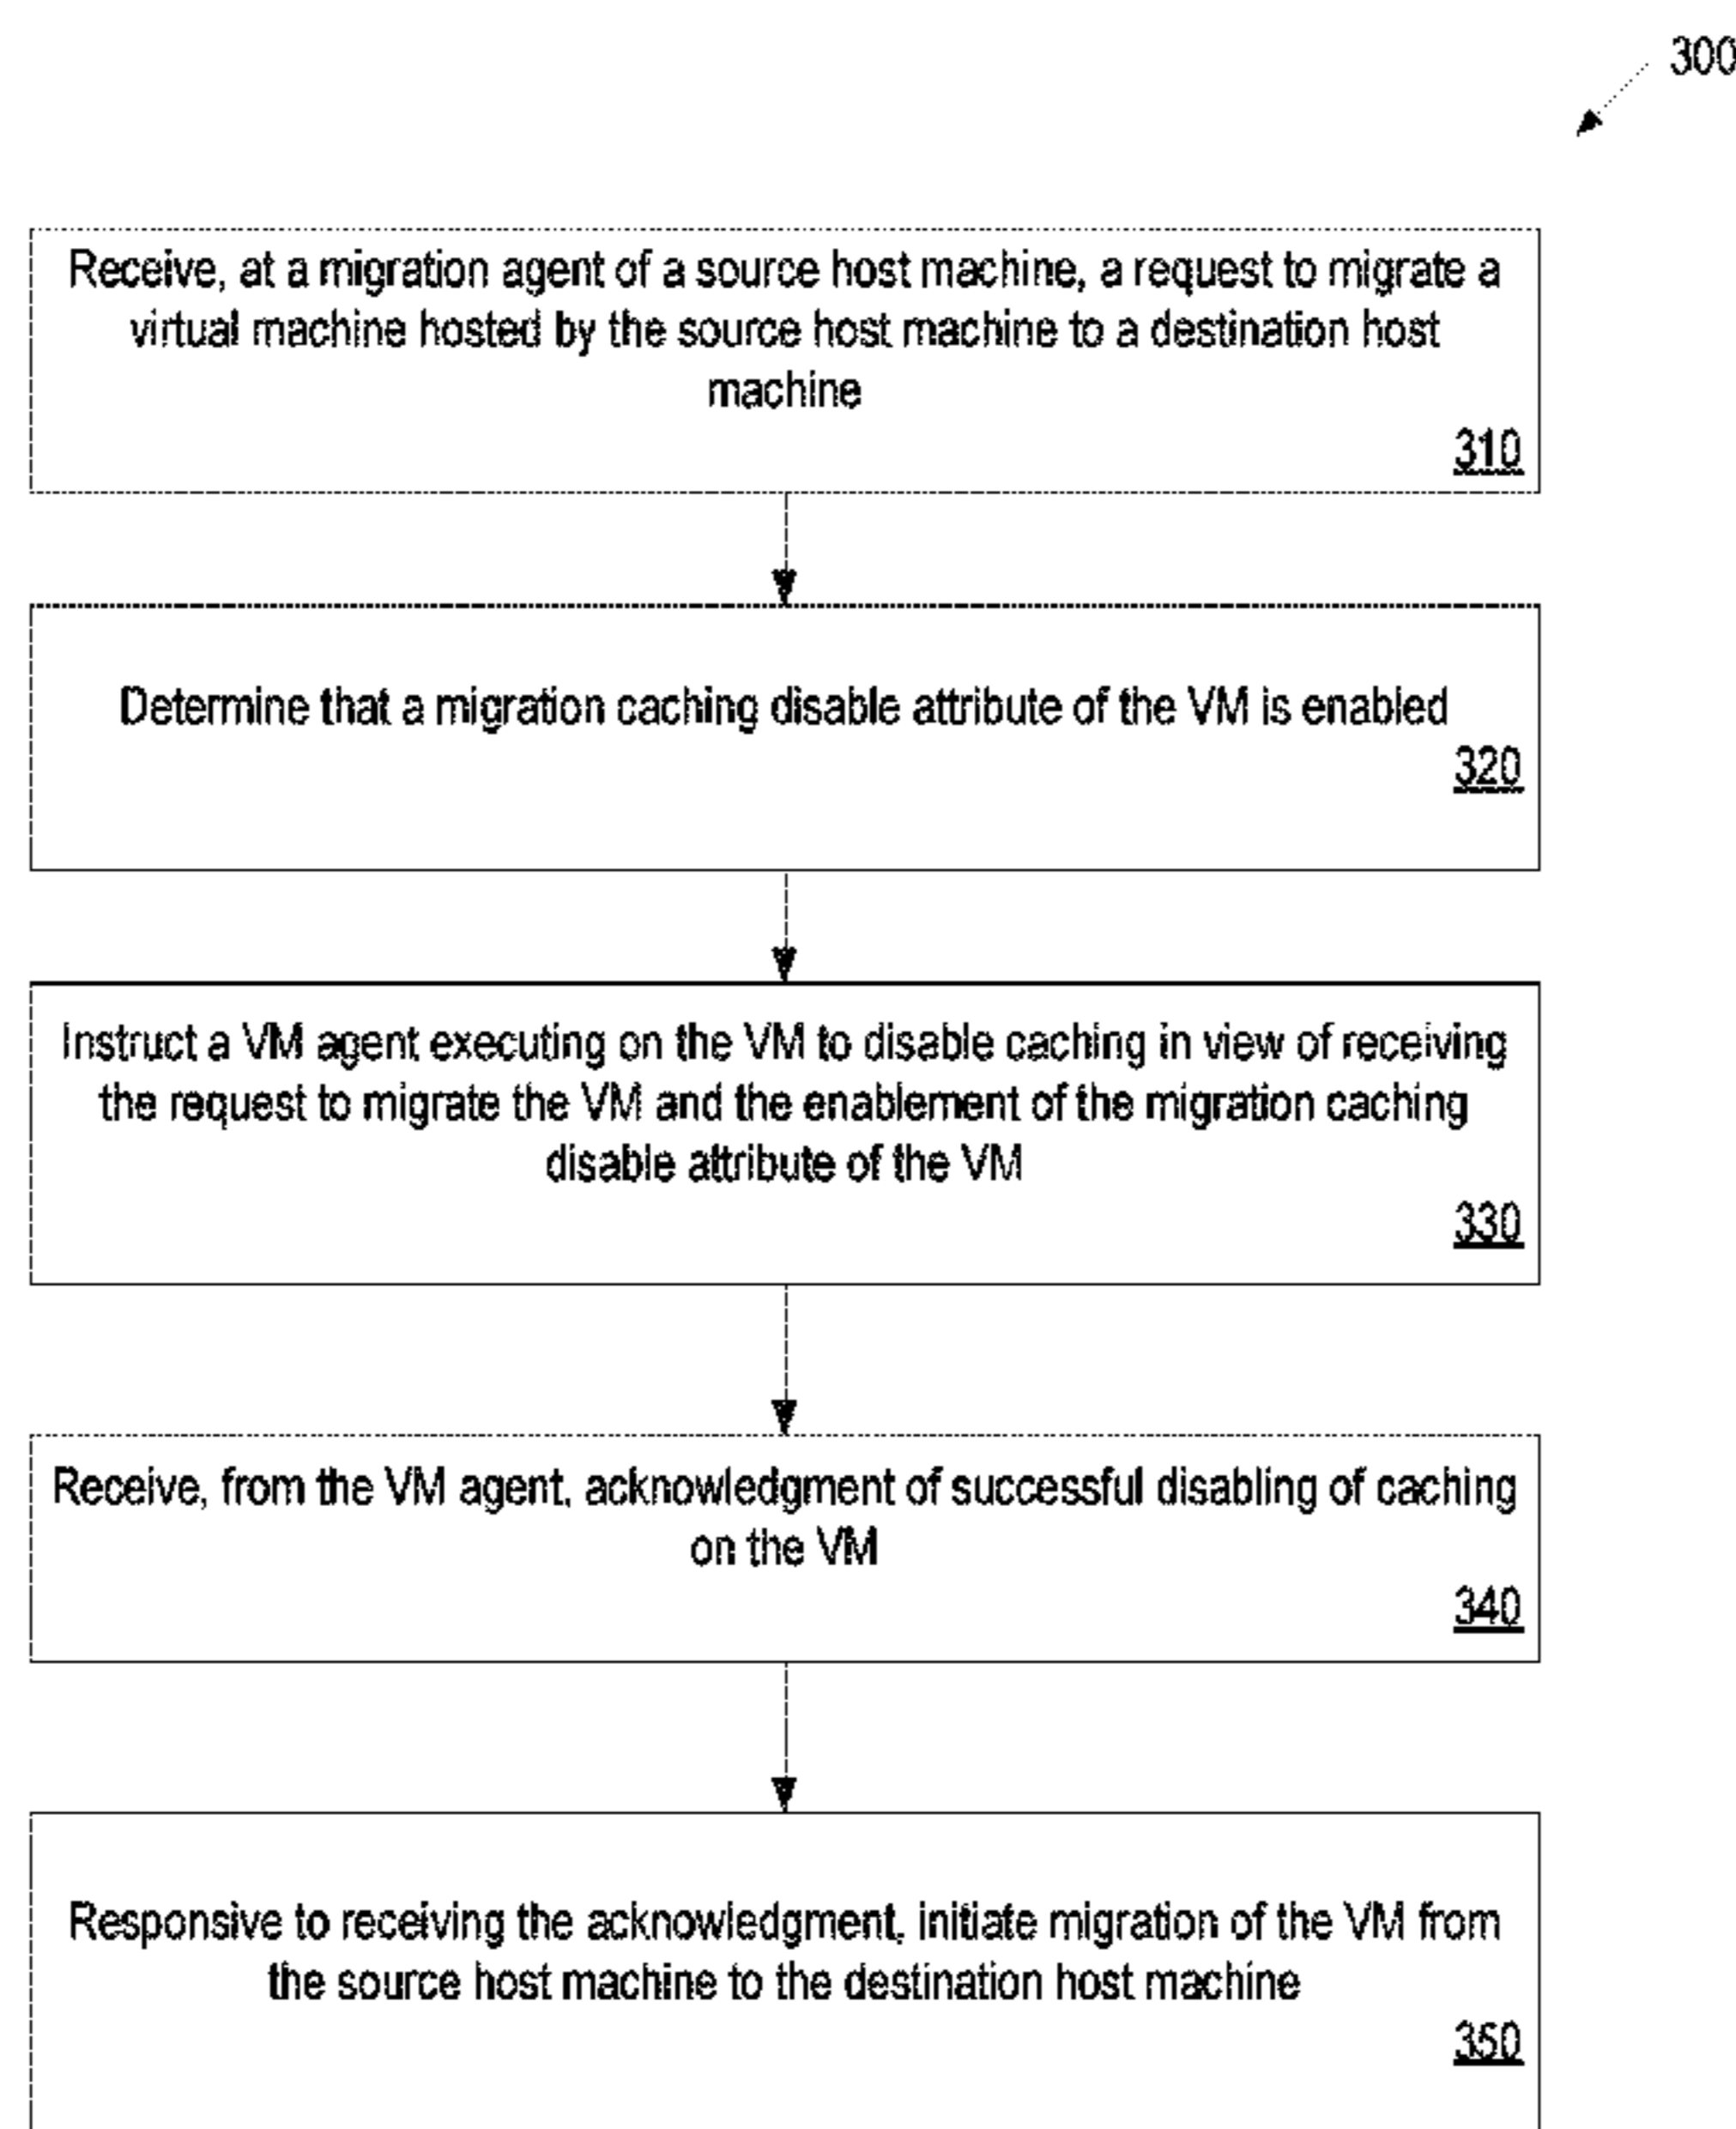 300
Receive, at a migration agent of a source host machine, a request to migrate a
virtual machine hosted by the source host machine to a destination host
machine
310
Determine that a migration caching disable attribute of the VM is enabled
320
Instruct a VM agent executing on the VM to disable caching in view of receiving
the request to migrate the VM and the enablement of the migration caching
disable attribute of the VM
330
Receive, from the VM agent, acknowledgment of successful disabling of caching
on the VM
340
Responsive to receiving the acknowledgment, initiate migration of the VM from
the source host machine to the destination host machine
350